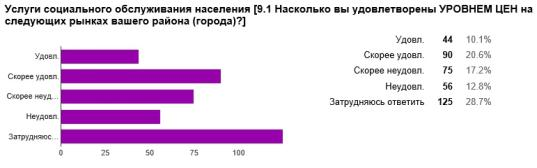 Услуги социального обслуживания населения [9.1 Насколько вы удовлетворены УРОВНЕМ ЦЕН на
следующих рынках вашего района (города)?]
Удовл.
Скорее удовл.
Скорее неуд...
Неудовл.
Затрудняюс...
0
25
50
75
100
Удовл. 44 10.1%
Скорее удовл. 90 20.6%
Скорее неудовл. 75 17.2%
Неудовл. 56 12.8%
Затрудняюсь ответить 125 28.7%